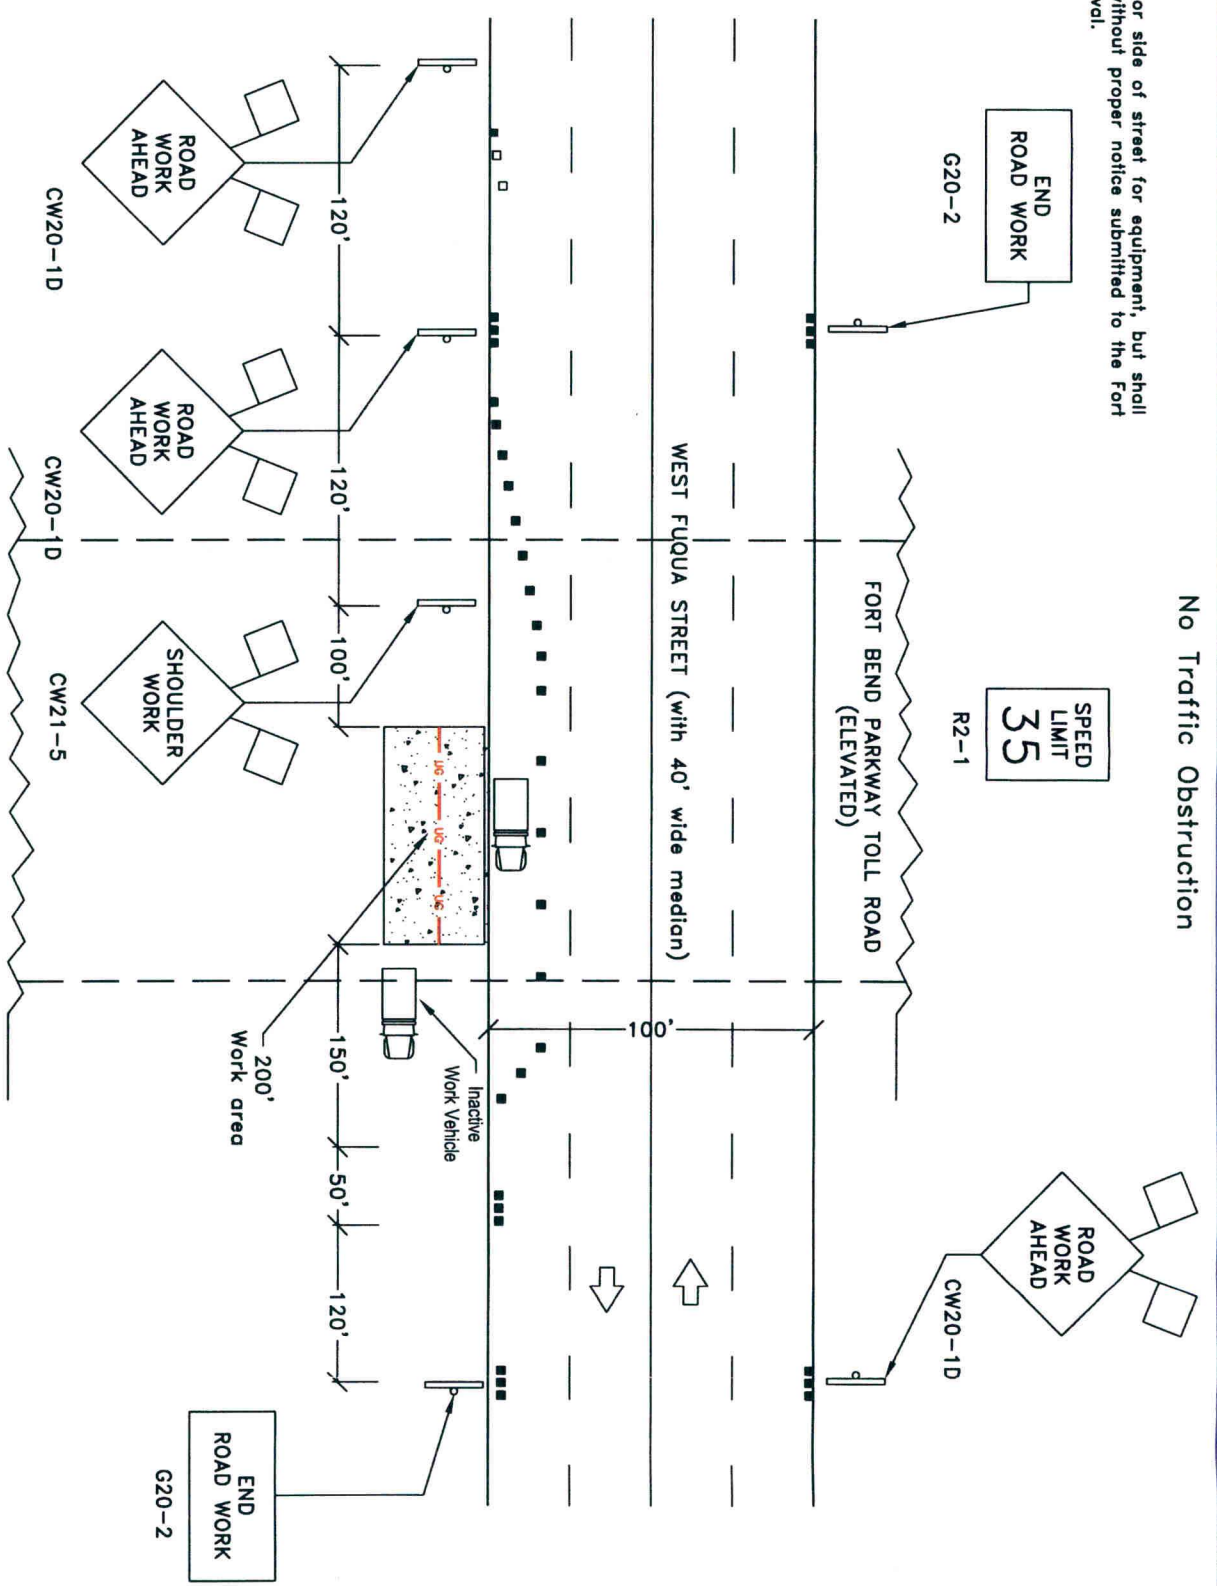 or side of street for equipment, but shall
without proper notice submitted to the Fort
No Traffic Obstruction
END
ROAD WORK
G20-2
SPEED
LIMIT
35
R2-1
ROAD
WORK
AHEAD
CW20-1D
FORT BEND PARKWAY TOLL ROAD
(ELEVATED)
WEST FUQUA STREET (with 40' wide median)
100'
UG
UG
UG
120'
120'
100'
150'
50'
120'
Inactive
Work Vehicle
200'
Work area
ROAD
WORK
AHEAD
CW20-1D
ROAD
WORK
AHEAD
CW20-1D
SHOULDER
WORK
CW21-5
END
ROAD WORK
G20-2